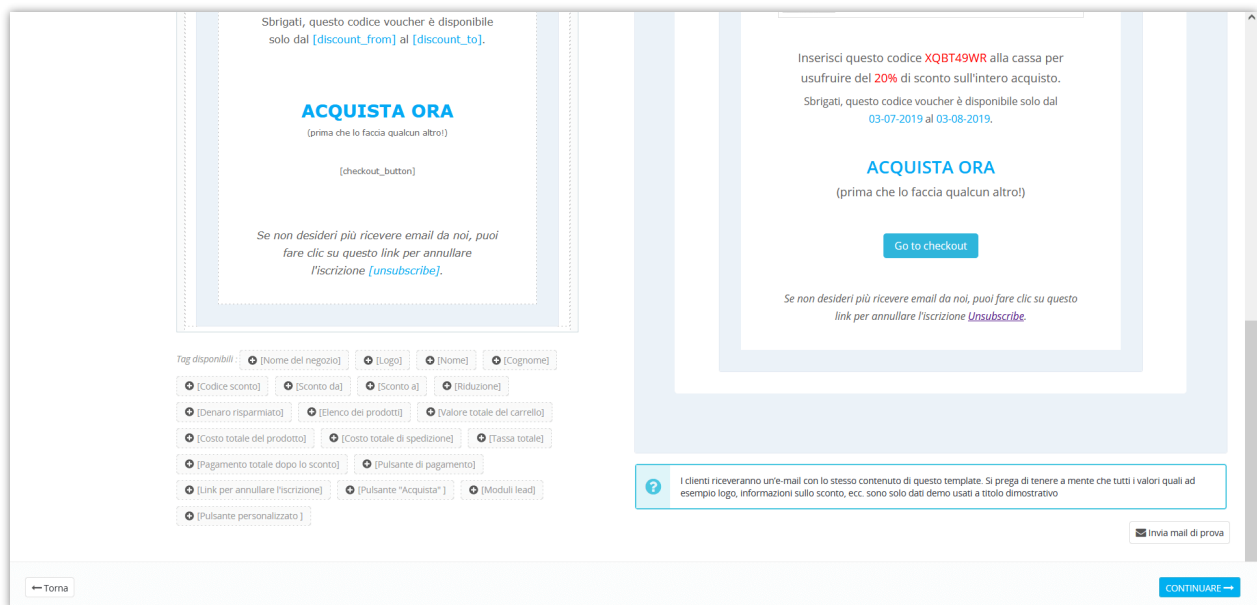 Sbrigati, questo codice voucher è disponibile
solo dal [discount_from] al [discount_to].
ACQUISTA ORA
(prima che lo faccia qualcun altro!)
[checkout_button]
Se non desideri più ricevere email da noi, puoi
fare clic su questo link per annullare
l'iscrizione [unsubscribe].
Tag disponibili : [Nome del negozio] [Logo] [Nome] [Cognome]
[Codice sconto] [Sconto da] [Sconto a] [Riduzione]
[Denaro risparmiato] [Elenco dei prodotti] [Valore totale del carrello]
[Costo totale del prodotto] [Costo totale di spedizione] [Tassa totale]
[Pagamento totale dopo lo sconto] [Pulsante di pagamento]
[Link per annullare l'iscrizione] [Pulsante "Acquista" ] [Moduli lead]
[Pulsante personalizzato ]
Inserisci questo codice XQBT49WR alla cassa per
usufruire del 20% di sconto sull'intero acquisto.
Sbrigati, questo codice voucher è disponibile solo dal
03-07-2019 al 03-08-2019.
ACQUISTA ORA
(prima che lo faccia qualcun altro!)
Go to checkout
Se non desideri più ricevere email da noi, puoi fare clic su questo
link per annullare l'iscrizione Unsubscribe.
I clienti riceveranno un'e-mail con lo stesso contenuto di questo template. Si prega di tenere a mente che tutti i valori quali ad
esempio logo, informazioni sullo sconto, ecc. sono solo dati demo usati a titolo dimostrativo
Invia mail di prova
Torna
CONTINUARE